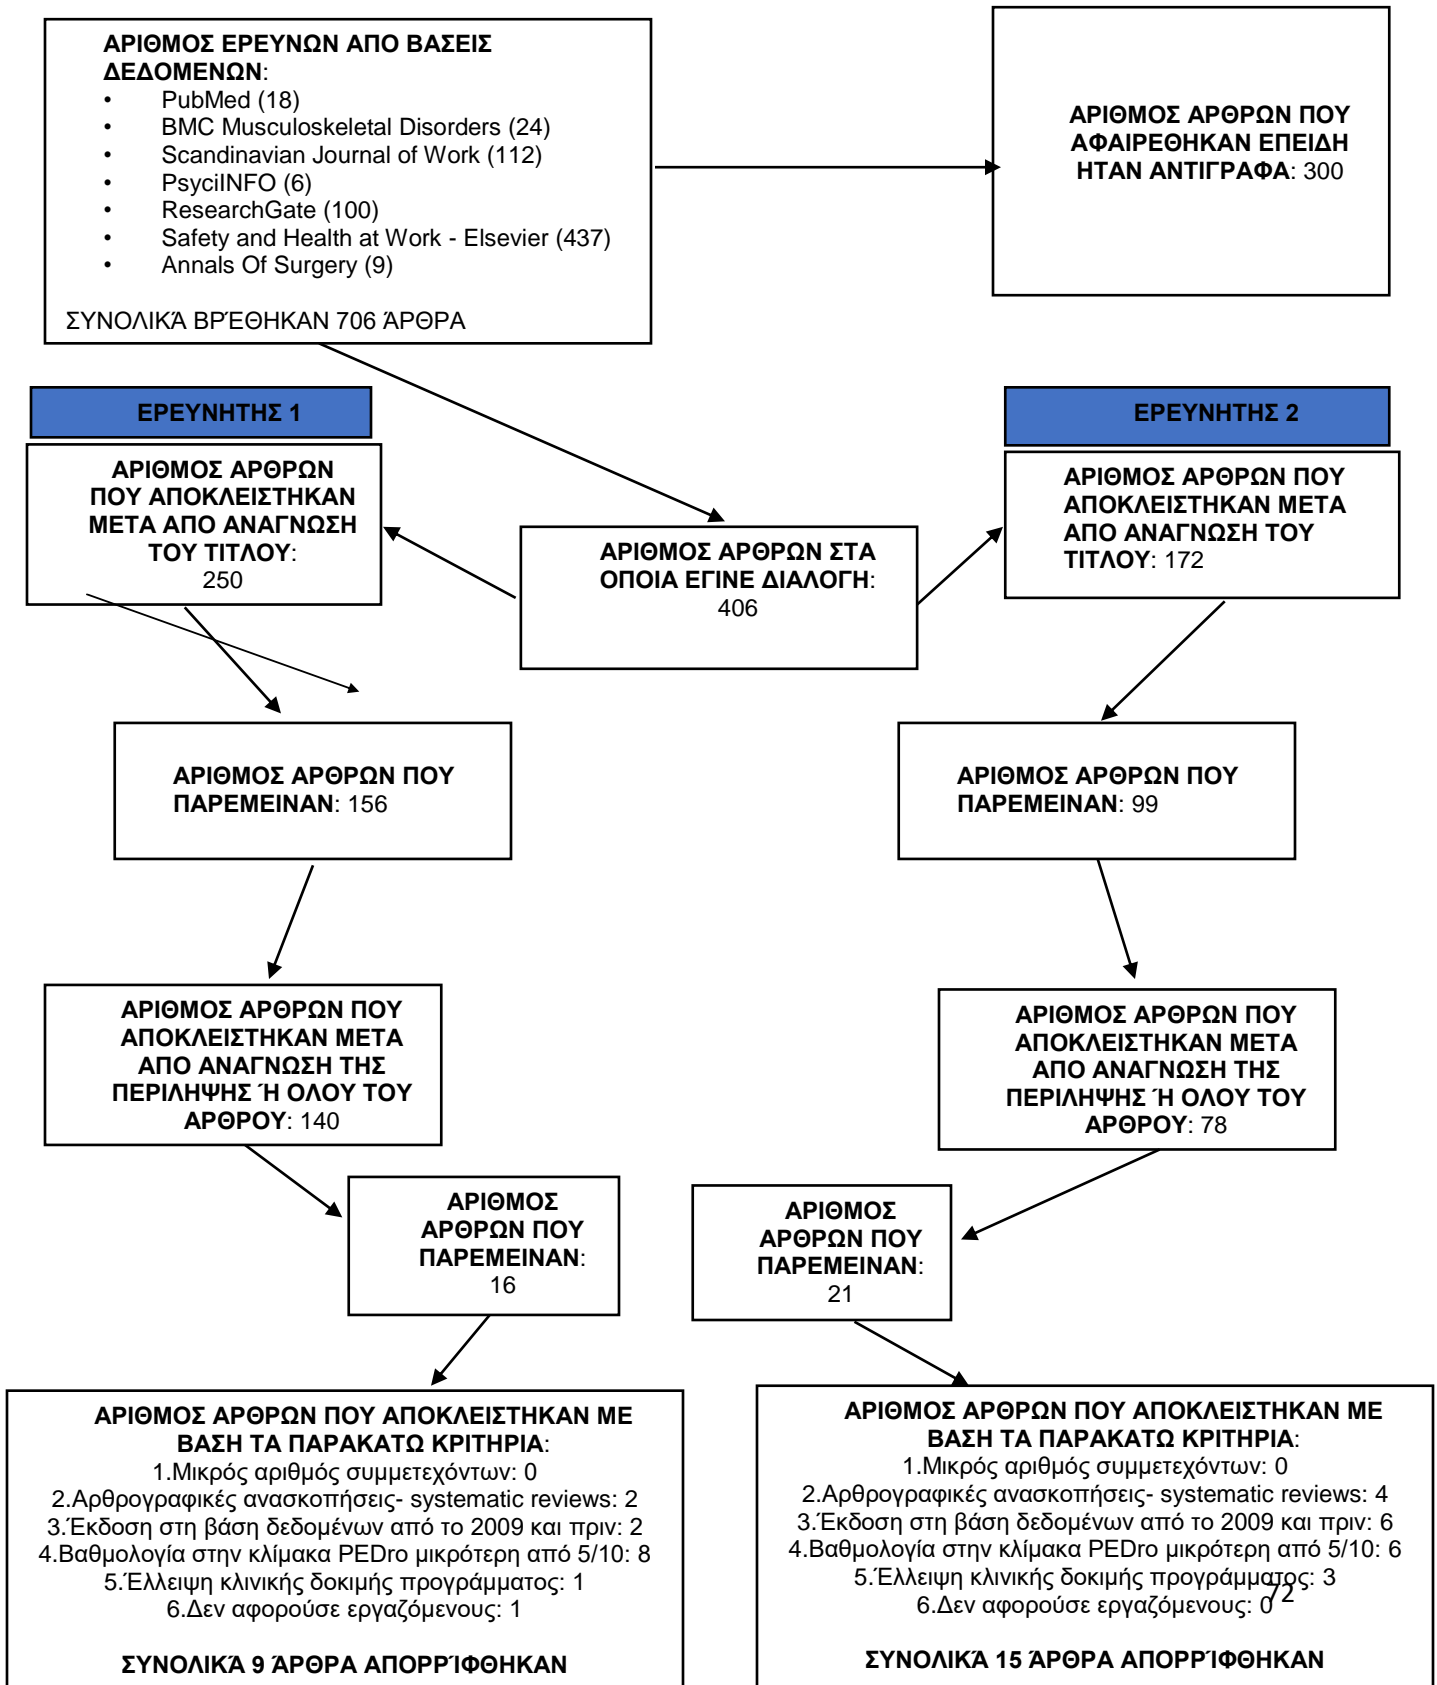 ΑΡΙΘΜΟΣ ΕΡΕΥΝΩΝ ΑΠΟ ΒΑΣΕΙΣ
ΔΕΔΟΜΕΝΩΝ:
• PubMed (18)
• BMC Musculoskeletal Disorders (24)
• Scandinavian Journal of Work (112)
• PsyciINFO (6)
• ResearchGate (100)
• Safety and Health at Work - Elsevier (437)
• Annals Of Surgery (9)
ΣΥΝΟΛΙΚΆ ΒΡΈΘΗΚΑΝ 706 ΆΡΘΡΑ
ΑΡΙΘΜΟΣ ΑΡΘΡΩΝ ΠΟΥ
ΑΦΑΙΡΕΘΗΚΑΝ ΕΠΕΙΔΗ
ΗΤΑΝ ΑΝΤΙΓΡΑΦΑ: 300
ΕΡΕΥΝΗΤΗΣ 1
ΑΡΙΘΜΟΣ ΑΡΘΡΩΝ
ΠΟΥ ΑΠΟΚΛΕΙΣΤΗΚΑΝ
ΜΕΤΑ ΑΠΟ ΑΝΑΓΝΩΣΗ
ΤΟΥ ΤΙΤΛΟΥ:
250
ΑΡΙΘΜΟΣ ΑΡΘΡΩΝ ΣΤΑ
ΟΠΟΙΑ ΕΓΙΝΕ ΔΙΑΛΟΓΗ:
406
ΕΡΕΥΝΗΤΗΣ 2
ΑΡΙΘΜΟΣ ΑΡΘΡΩΝ ΠΟΥ
ΑΠΟΚΛΕΙΣΤΗΚΑΝ ΜΕΤΑ
ΑΠΟ ΑΝΑΓΝΩΣΗ ΤΟΥ
ΤΙΤΛΟΥ: 172
ΑΡΙΘΜΟΣ ΑΡΘΡΩΝ ΠΟΥ
ΠΑΡΕΜΕΙΝΑΝ: 156
ΑΡΙΘΜΟΣ ΑΡΘΡΩΝ ΠΟΥ
ΠΑΡΕΜΕΙΝΑΝ: 99
ΑΡΙΘΜΟΣ ΑΡΘΡΩΝ ΠΟΥ
ΑΠΟΚΛΕΙΣΤΗΚΑΝ ΜΕΤΑ
ΑΠΟ ΑΝΑΓΝΩΣΗ ΤΗΣ
ΠΕΡΙΛΗΨΗΣ Ή ΟΛΟΥ ΤΟΥ
ΑΡΘΡΟΥ: 140
ΑΡΙΘΜΟΣ ΑΡΘΡΩΝ ΠΟΥ
ΑΠΟΚΛΕΙΣΤΗΚΑΝ ΜΕΤΑ
ΑΠΟ ΑΝΑΓΝΩΣΗ ΤΗΣ
ΠΕΡΙΛΗΨΗΣ Ή ΟΛΟΥ ΤΟΥ
ΑΡΘΡΟΥ: 78
ΑΡΙΘΜΟΣ
ΑΡΘΡΩΝ ΠΟΥ
ΠΑΡΕΜΕΙΝΑΝ:
16
ΑΡΙΘΜΟΣ
ΑΡΘΡΩΝ ΠΟΥ
ΠΑΡΕΜΕΙΝΑΝ:
21
ΑΡΙΘΜΟΣ ΑΡΘΡΩΝ ΠΟΥ ΑΠΟΚΛΕΙΣΤΗΚΑΝ ΜΕ
ΒΑΣΗ ΤΑ ΠΑΡΑΚΑΤΩ ΚΡΙΤΗΡΙΑ:
1.Μικρός αριθμός συμμετεχόντων: 0
2.Αρθρογραφικές ανασκοπήσεις- systematic reviews: 2
3.Έκδοση στη βάση δεδομένων από το 2009 και πριν: 2
4.Βαθμολογία στην κλίμακα PEDro μικρότερη από 5/10: 8
5.Έλλειψη κλινικής δοκιμής προγράμματος: 1
6.Δεν αφορούσε εργαζόμενους: 1
ΣΥΝΟΛΙΚΆ 9 ΆΡΘΡΑ ΑΠΟΡΡΊΦΘΗΚΑΝ
ΑΡΙΘΜΟΣ ΑΡΘΡΩΝ ΠΟΥ ΑΠΟΚΛΕΙΣΤΗΚΑΝ ΜΕ
ΒΑΣΗ ΤΑ ΠΑΡΑΚΑΤΩ ΚΡΙΤΗΡΙΑ:
1.Μικρός αριθμός συμμετεχόντων: 0
2.Αρθρογραφικές ανασκοπήσεις- systematic reviews: 4
3.Έκδοση στη βάση δεδομένων από το 2009 και πριν: 6
4.Βαθμολογία στην κλίμακα PEDro μικρότερη από 5/10: 6
5.Έλλειψη κλινικής δοκιμής προγράμματος: 3
6.Δεν αφορούσε εργαζόμενους: 0
72
ΣΥΝΟΛΙΚΆ 15 ΆΡΘΡΑ ΑΠΟΡΡΊΦΘΗΚΑΝ